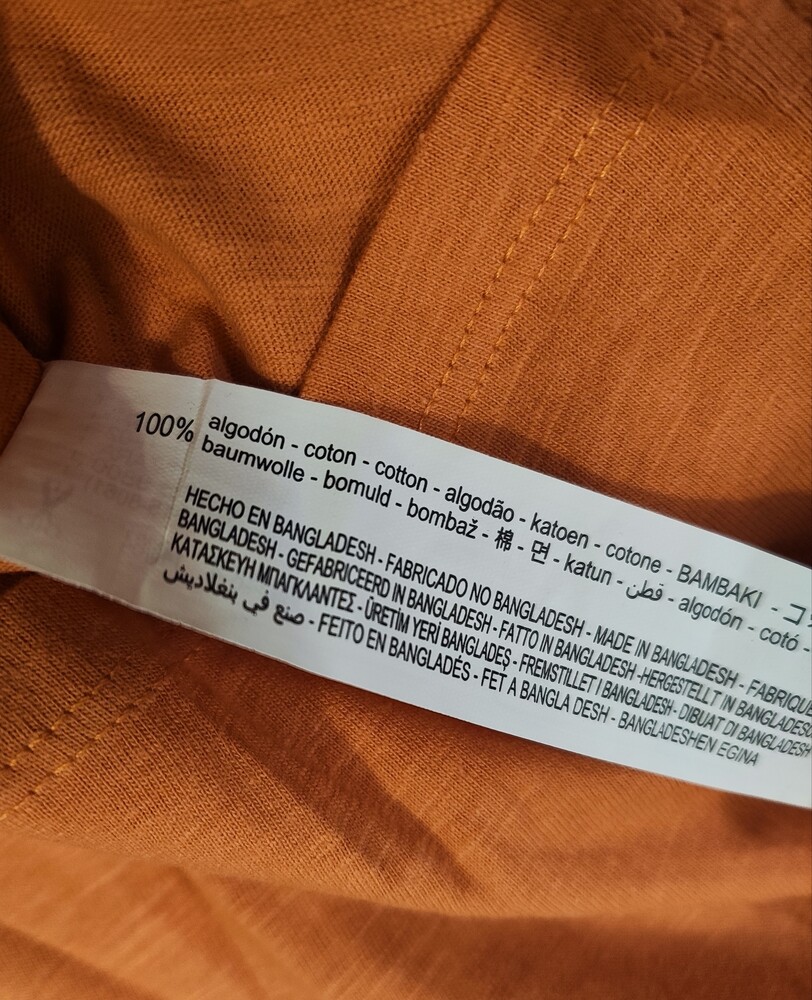 100% algodón - coton - cotton - algodão - katoen - cotone - BAMBAKI -
baumwolle - bomuld - bombaž - 棉 - 면 - katun - قطن - algodón - cotó -
HECHO EN BANGLADESH - FABRICADO NO BANGLADESH - MADE IN BANGLADESH -
BANGLADESH - GEFABRICEERD IN BANGLADESH - FATTO IN BANGLADESH -HERGESTELLT IN
ΚΑΤΑΣΚΕΥΗ ΜΠΑΓΚΛΑΝΤΕΣ - ÜRETİM YERİ BANGLADEŞ - FREMSTILLET I BANGLADESH- DIBUAT DI BANGLADESH
صنع في بنغلاديش - FEITO EN BANGLADÉS - FET A BANGLA DESH - BANGLADESHEN EGINA